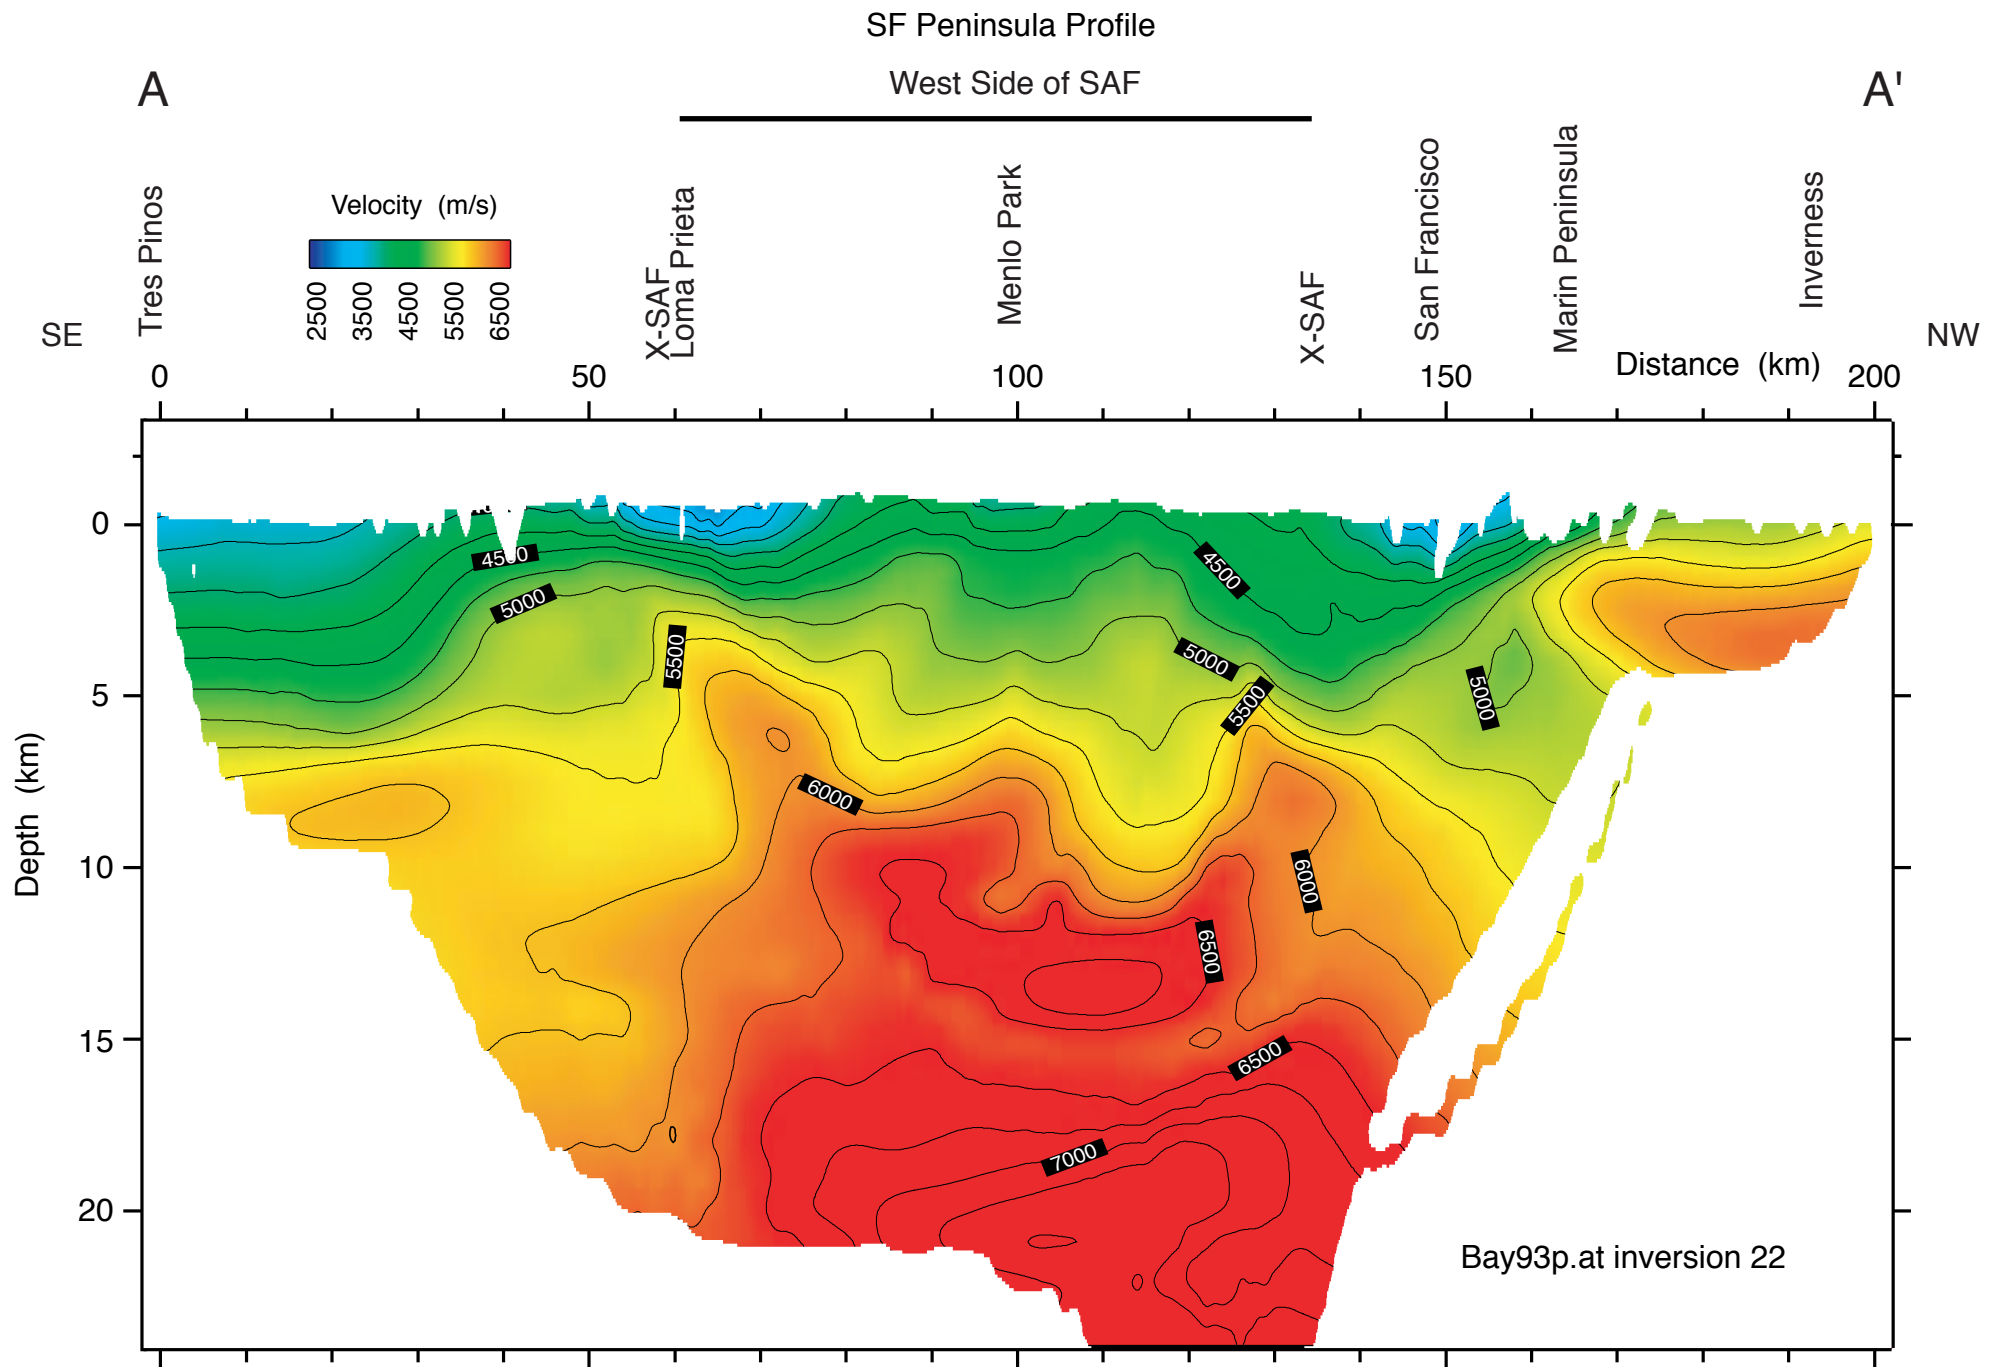 SF Peninsula Profile
A
West Side of SAF
A'
Tres Pinos
Velocity (m/s)
2500
3500
4500
5500
6500
X-SAF
Loma Prieta
Menlo Park
X-SAF
San Francisco
Marin Peninsula
Inverness
SE
NW
Distance (km)
0
50
100
150
200
Depth (km)
0
5
10
15
20
4500
5000
5500
6000
4500
5000
5500
5000
6000
6500
6500
7000
Bay93p.at inversion 22